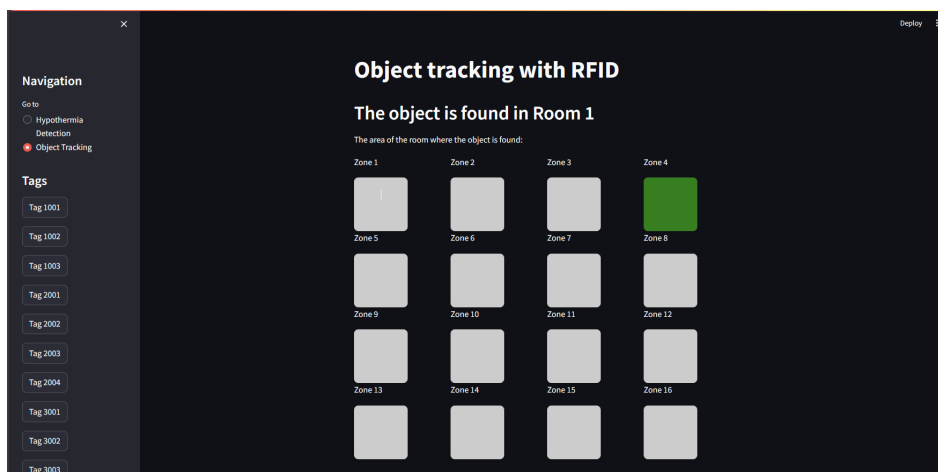 Deploy
Navigation
Go to
Hypothermia
Detection
Object Tracking
Tags
Tag 1001
Tag 1002
Tag 1003
Tag 2001
Tag 2002
Tag 2003
Tag 2004
Tag 3001
Tag 3002
Tag 3003
Object tracking with RFID
The object is found in Room 1
The area of the room where the object is found:
Zone 1 Zone 2 Zone 3 Zone 4
Zone 5 Zone 6 Zone 7 Zone 8
Zone 9 Zone 10 Zone 11 Zone 12
Zone 13 Zone 14 Zone 15 Zone 16